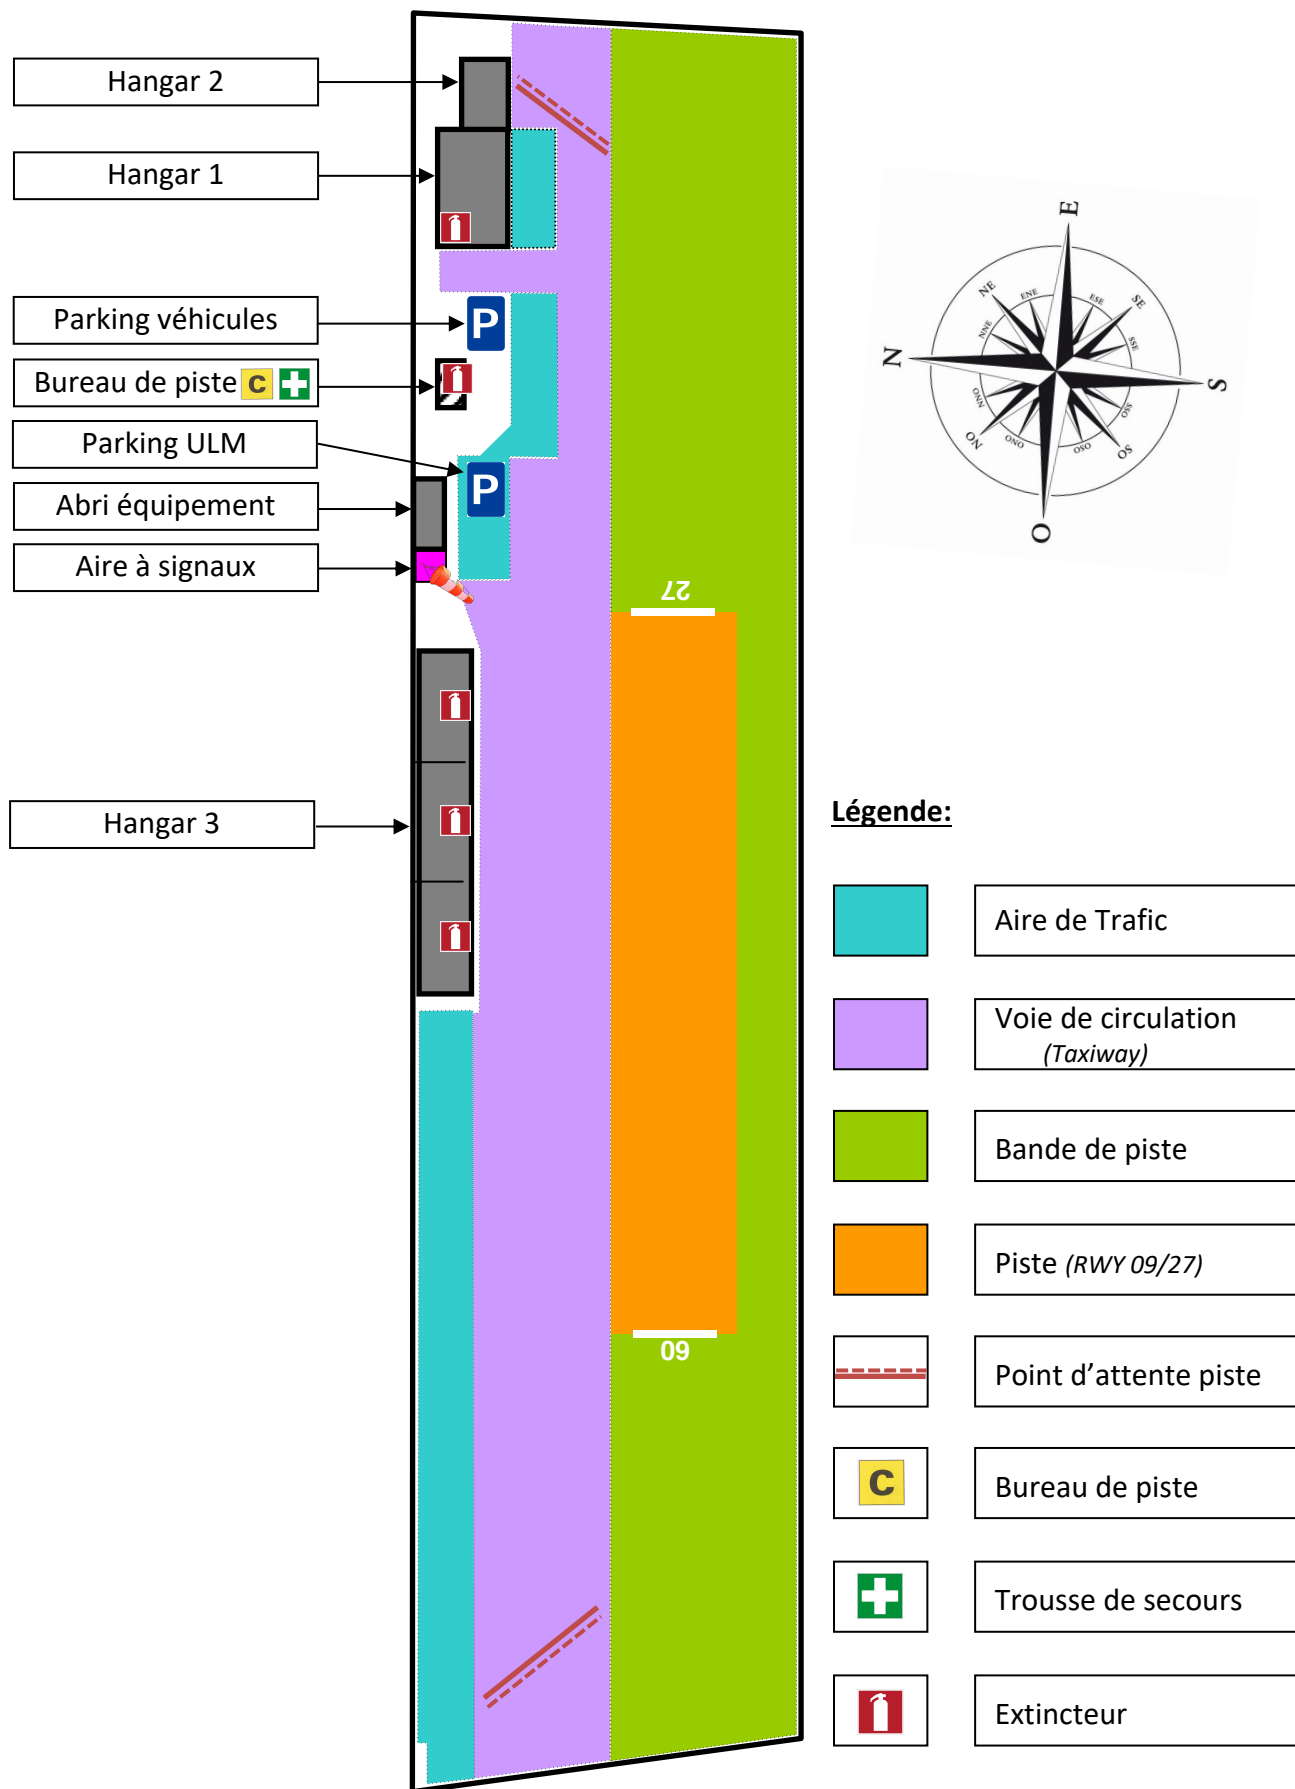 Hangar 2
Hangar 1
Parking véhicules
P
Bureau de piste C
Parking ULM
P
Abri équipement
Aire à signaux
27
Hangar 3
09
E
NE
ENE
ESE
SE
NNE
SSE
N
S
NNO
SSO
NO
ONO
OSO
SO
O
Légende:
Aire de Trafic
Voie de circulation
(Taxiway)
Bande de piste
Piste (RWY 09/27)
Point d’attente piste
C
Bureau de piste
Trousse de secours
Extincteur